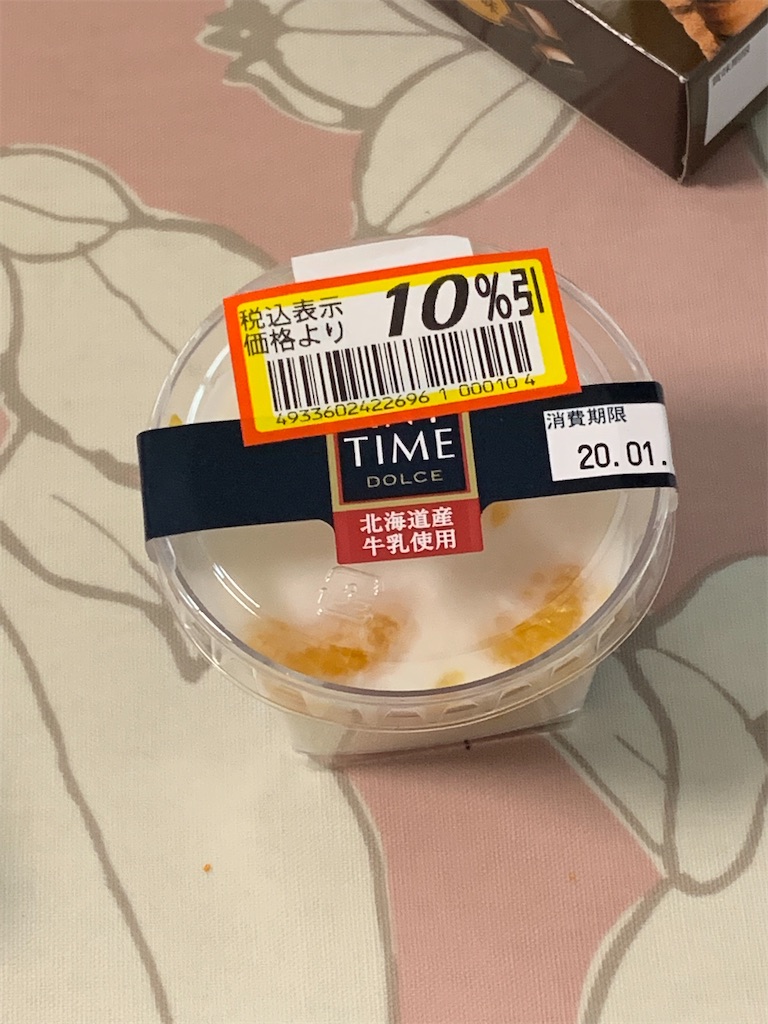 税込表示
価格より
10%引
4933602422696 1 000010 4
TIME
DOLCE
北海道産
牛乳使用
消費期限
20.01.